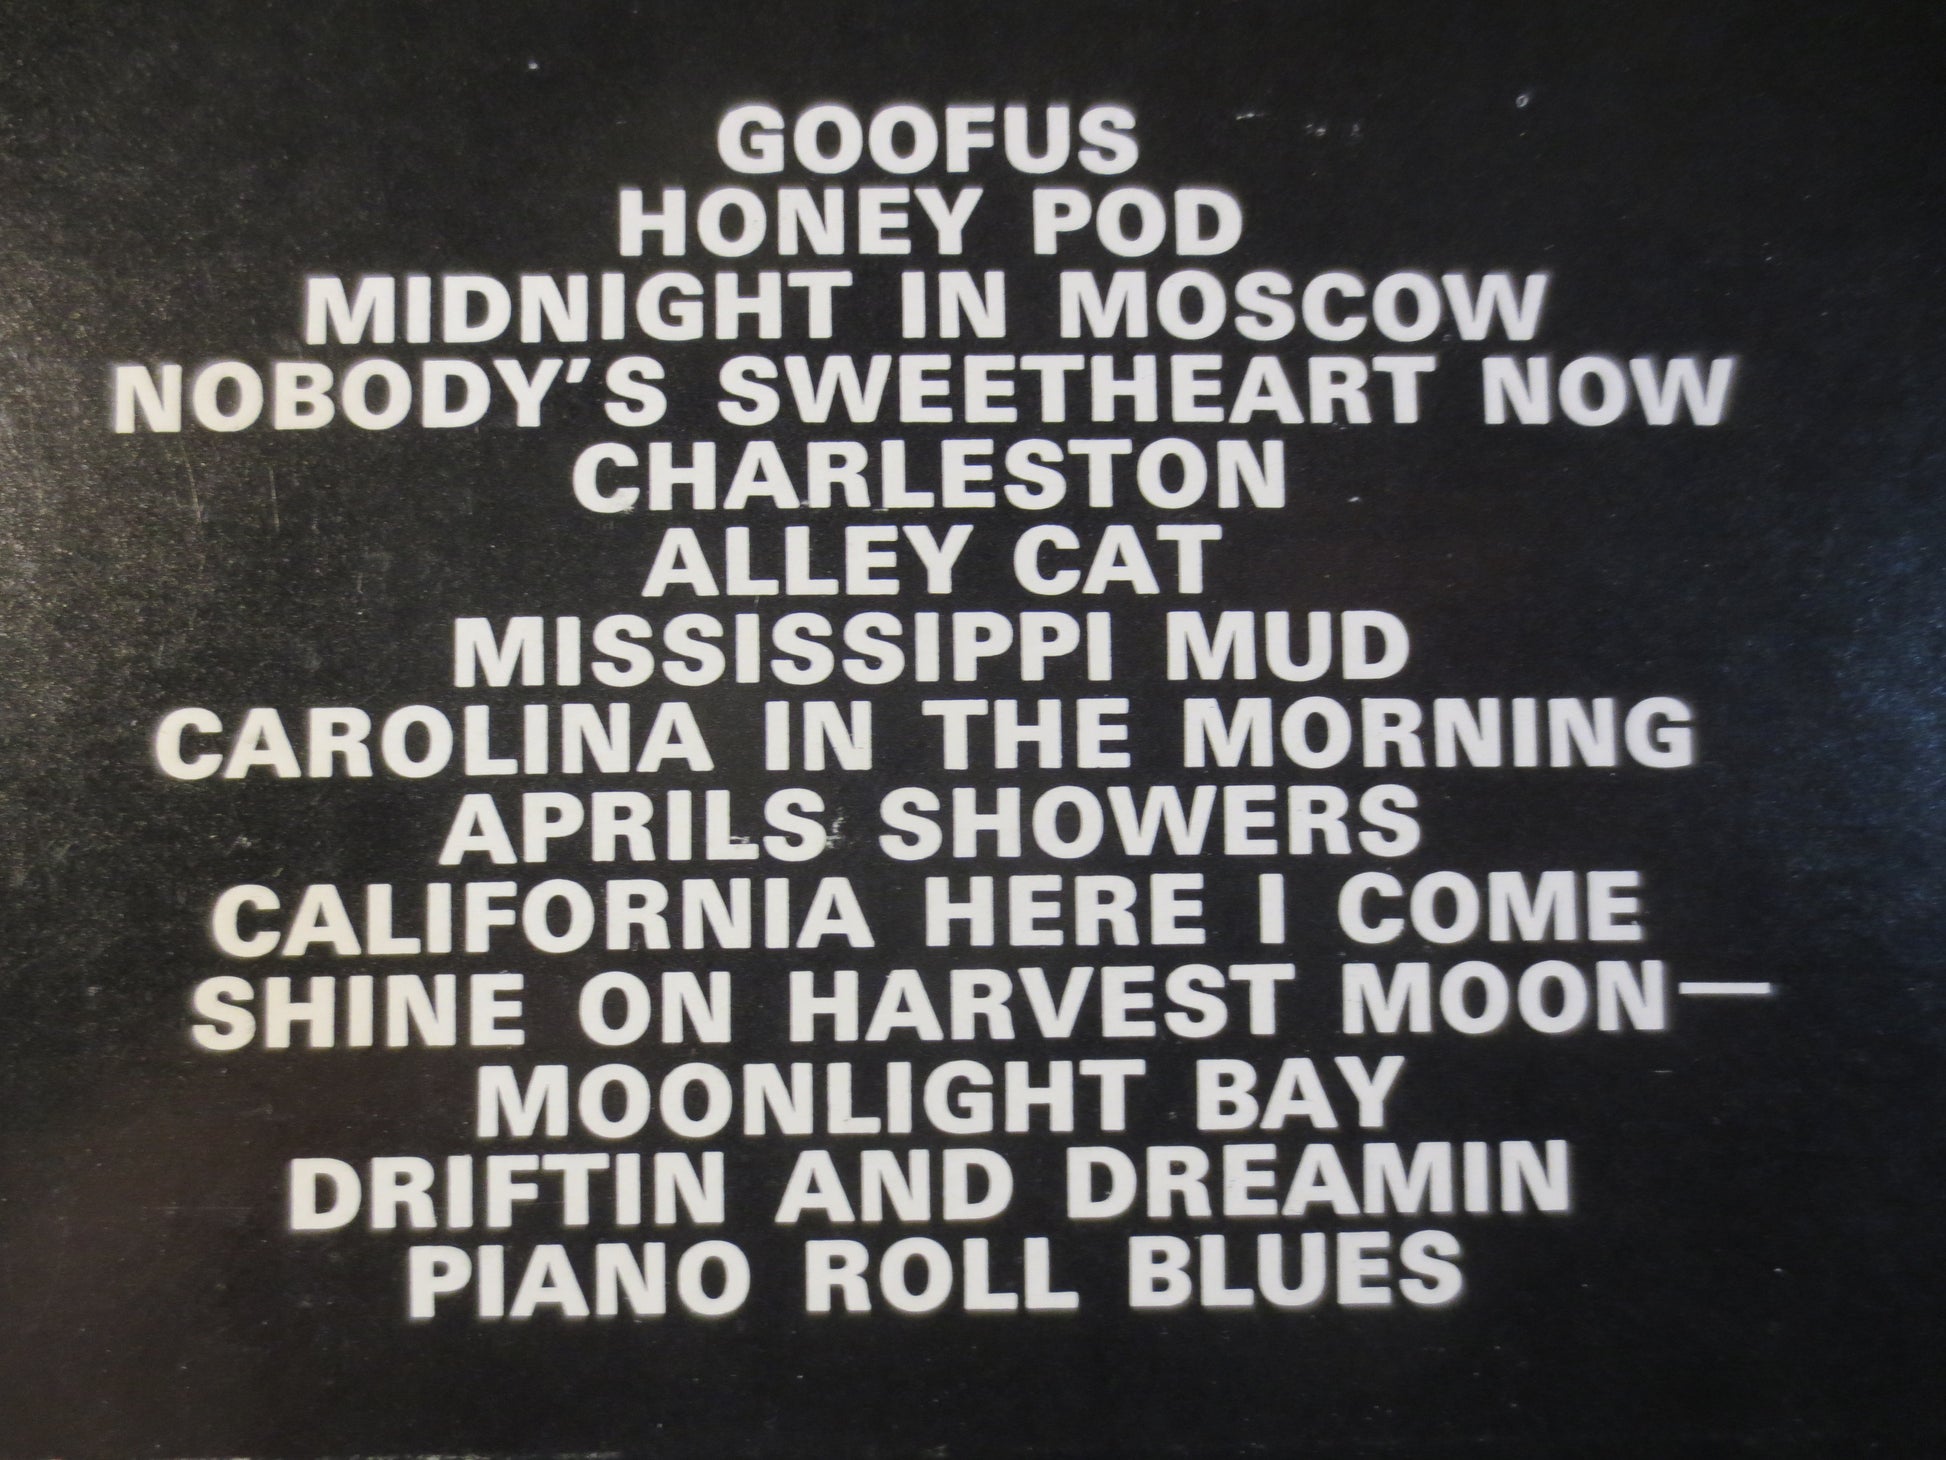 GOOFUS
HONEY POD
MIDNIGHT IN MOSCOW
NOBODY'S SWEETHEART NOW
CHARLESTON
ALLEY CAT
MISSISSIPPI MUD
CAROLINA IN THE MORNING
APRILS SHOWERS
CALIFORNIA HERE I COME
SHINE ON HARVEST MOON—
MOONLIGHT BAY
DRIFTIN AND DREAMIN
PIANO ROLL BLUES